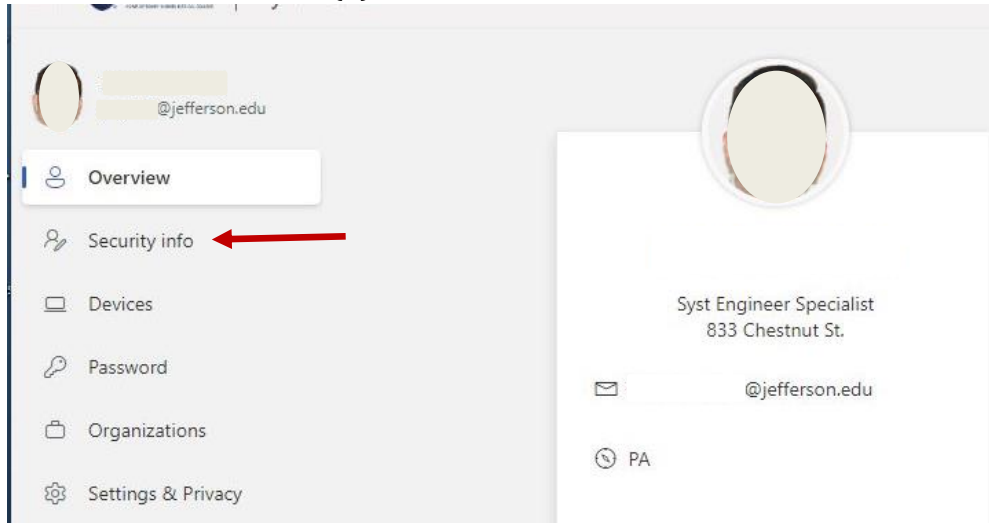 @jefferson.edu
Overview
Security info
Devices
Password
Organizations
Settings & Privacy
Syst Engineer Specialist
833 Chestnut St.
@jefferson.edu
PA